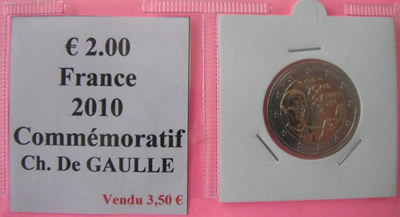 € 2.00
France
2010
Commémoratif
Ch. De GAULLE
Vendu 3,50 €